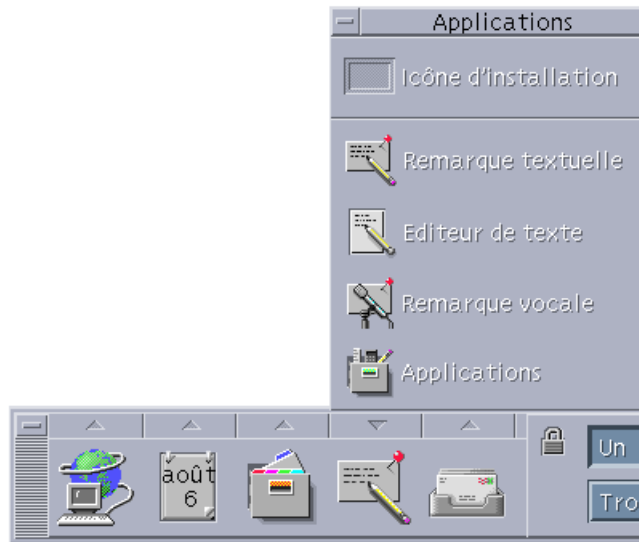 Applications
Icône d'installation
Remarque textuelle
Editeur de texte
Remarque vocale
Applications
août
6
Un
Tro